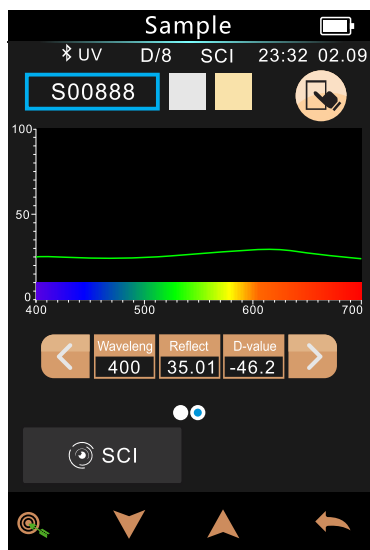 Sample
UV D/8 SCI 23:32 02.09
S00888
100
50
0
400 500 600 700
Waveleng Reflect D-value
400 35.01 -46.2
SCI